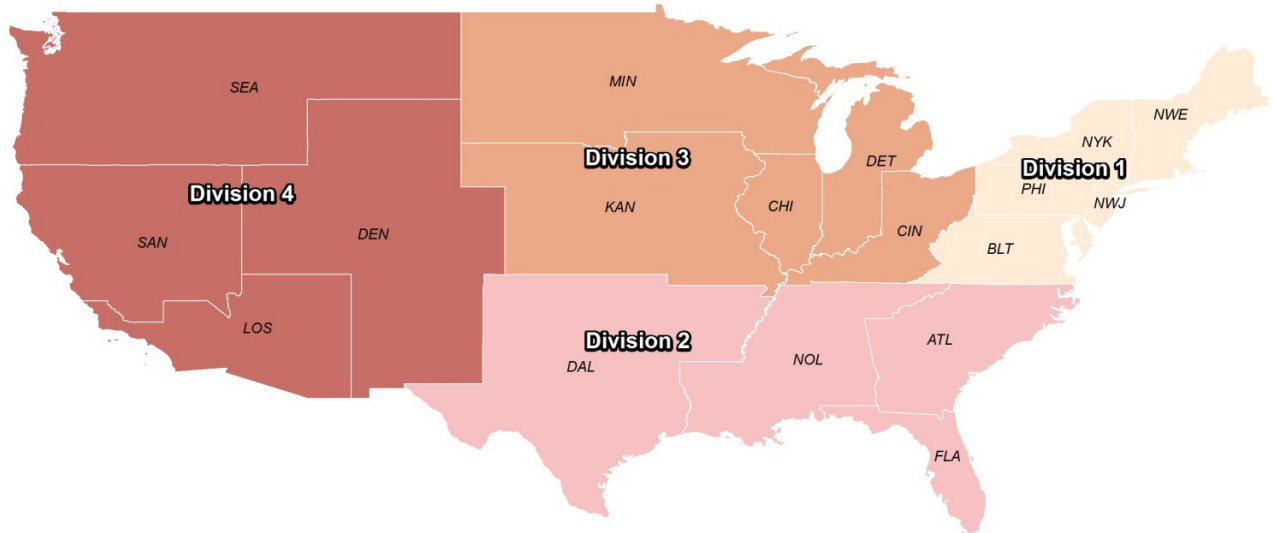 SEA
MIN
NWE
NYK
Division 3
DET
Division 1
Division 4
PHI
KAN
CHI
NWJ
DEN
CIN
SAN
BLT
LOS
Division 2
ATL
DAL
NOL
FLA